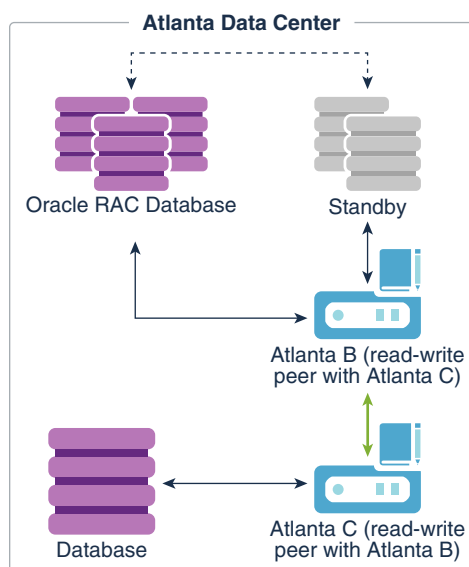 Atlanta Data Center
Oracle RAC Database
Standby
Atlanta B (read-write
peer with Atlanta C)
Database
Atlanta C (read-write
peer with Atlanta B)